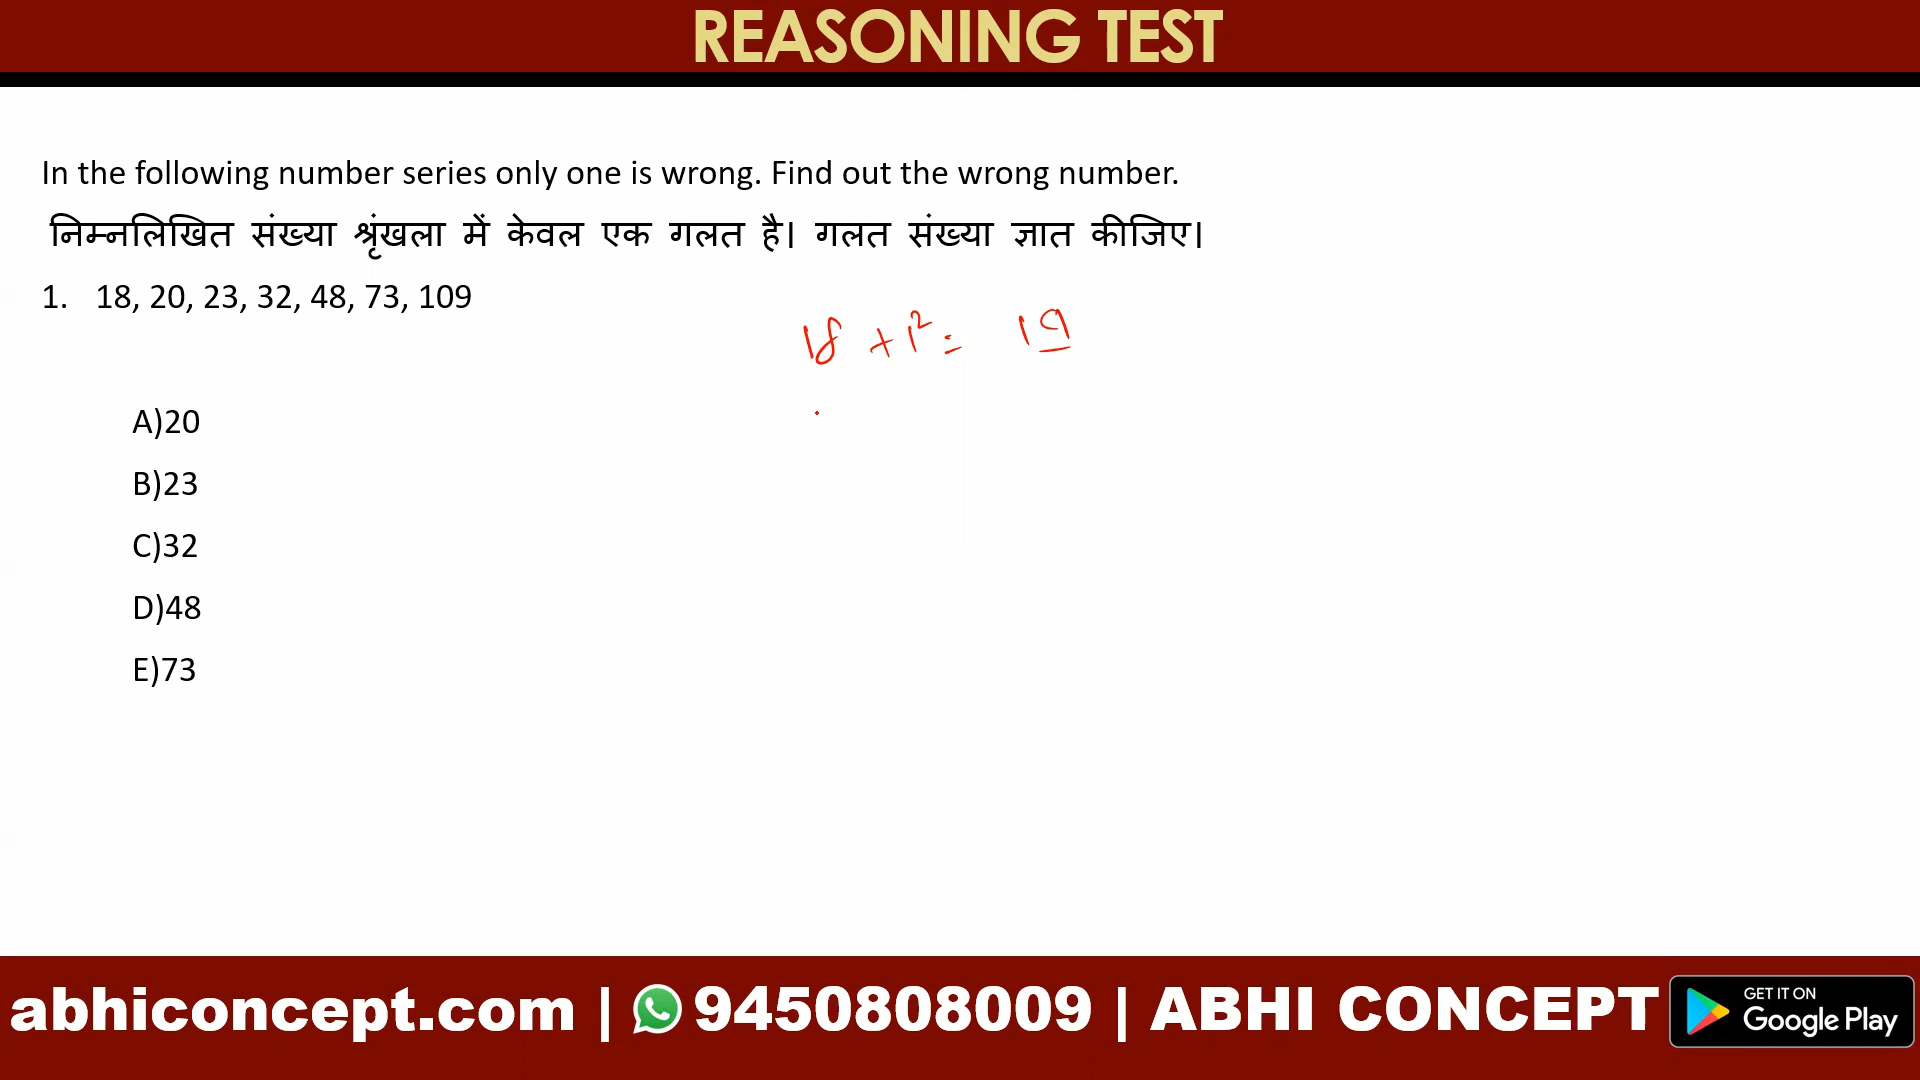 REASONING TEST
In the following number series only one is wrong. Find out the wrong number.
निम्नलिखित संख्या श्रृंखला में केवल एक गलत है। गलत संख्या ज्ञात कीजिए।
1. 18, 20, 23, 32, 48, 73, 109
18 + 1² = 19
A)20
B)23
C)32
D)48
E)73
abhiconcept.com | 9450808009 | ABHI CONCEPT
GET IT ON
Google Play